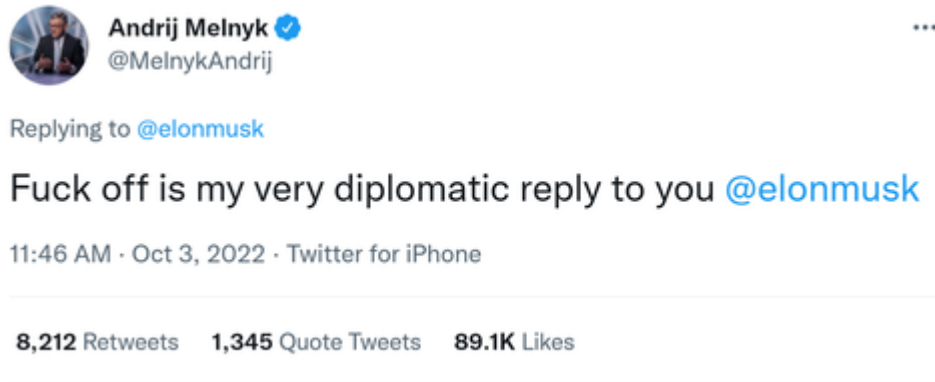 Andrij Melnyk
@MelnykAndrij
Replying to @elonmusk
Fuck off is my very diplomatic reply to you @elonmusk
11:46 AM · Oct 3, 2022 · Twitter for iPhone
8,212 Retweets 1,345 Quote Tweets 89.1K Likes